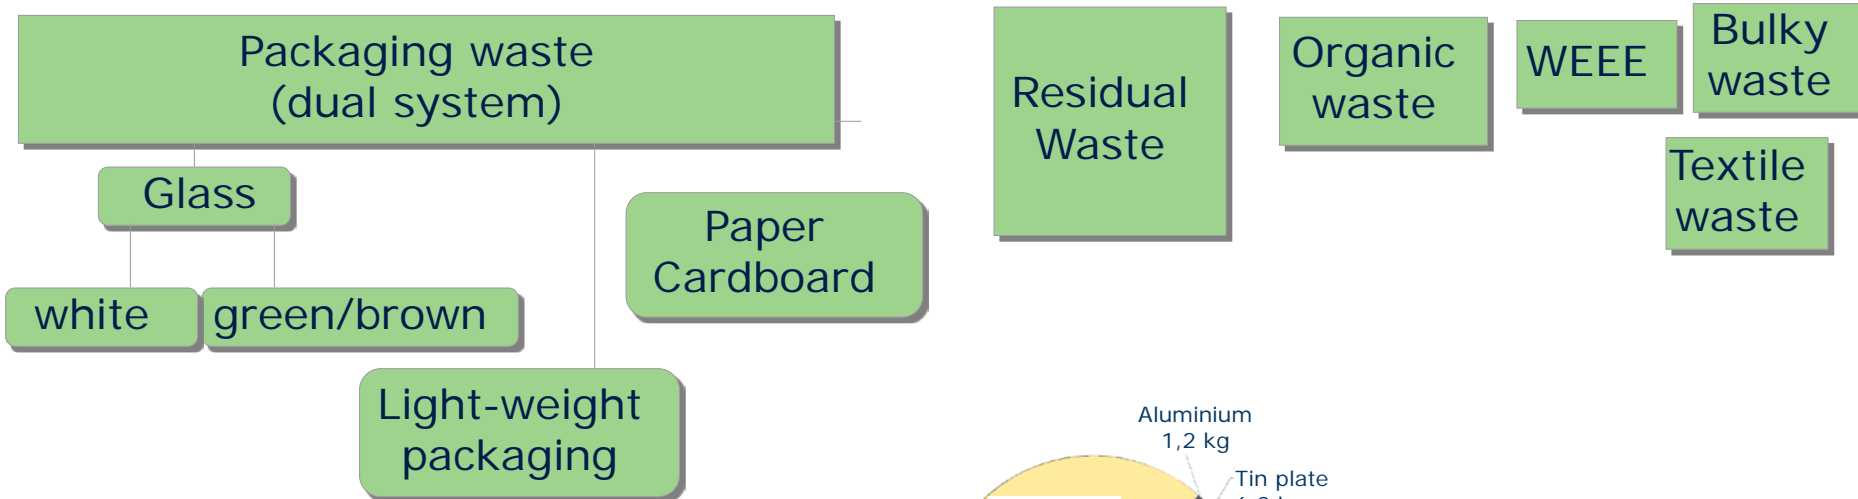 Packaging waste
(dual system)
Glass
white
green/brown
Light-weight
packaging
Paper
Cardboard
Residual
Waste
Organic
waste
WEEE
Bulky
waste
Textile
waste
Aluminium
1,2 kg
Tin plate